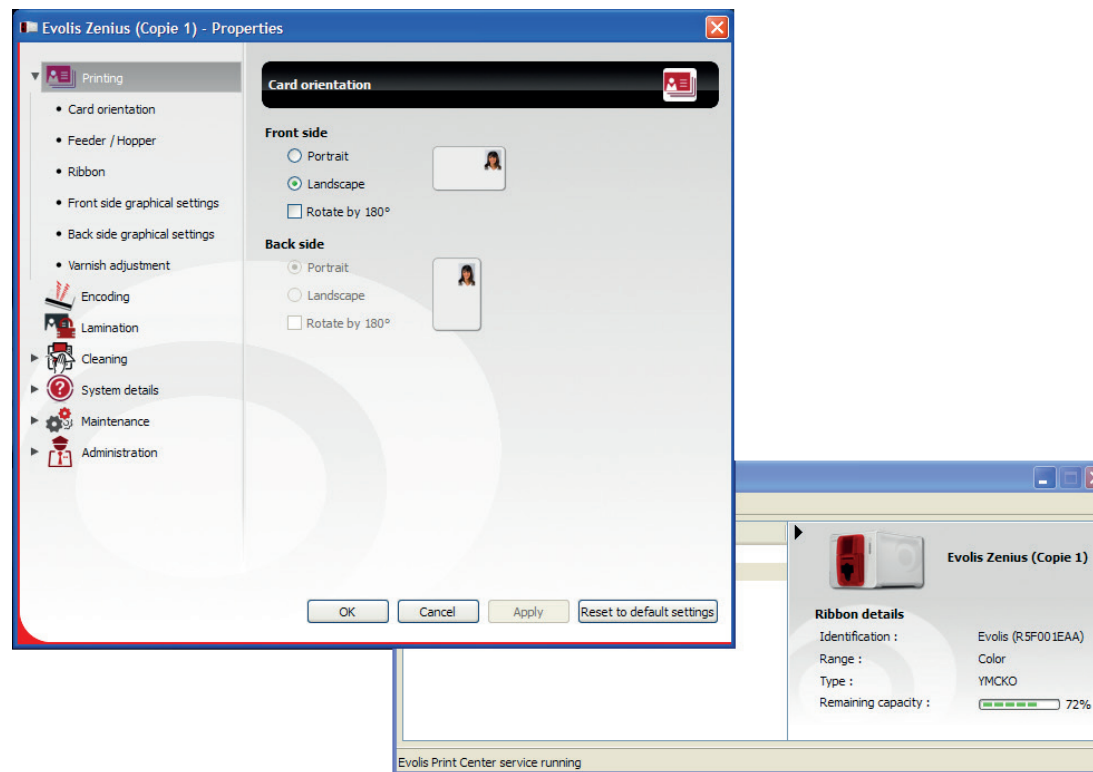 Evolis Zenius (Copie 1) - Properties
Printing
Card orientation
Feeder / Hopper
Ribbon
Front side graphical settings
Back side graphical settings
Varnish adjustment
Encoding
Lamination
Cleaning
System details
Maintenance
Administration
Card orientation
Front side
Portrait
Landscape
Rotate by 180°
Back side
Portrait
Landscape
Rotate by 180°
OK Cancel Apply Reset to default settings
Evolis Zenius (Copie 1)
Ribbon details
Identification : Evolis (R5F001EAA)
Range : Color
Type : YMCKO
Remaining capacity : 72%
Evolis Print Center service running